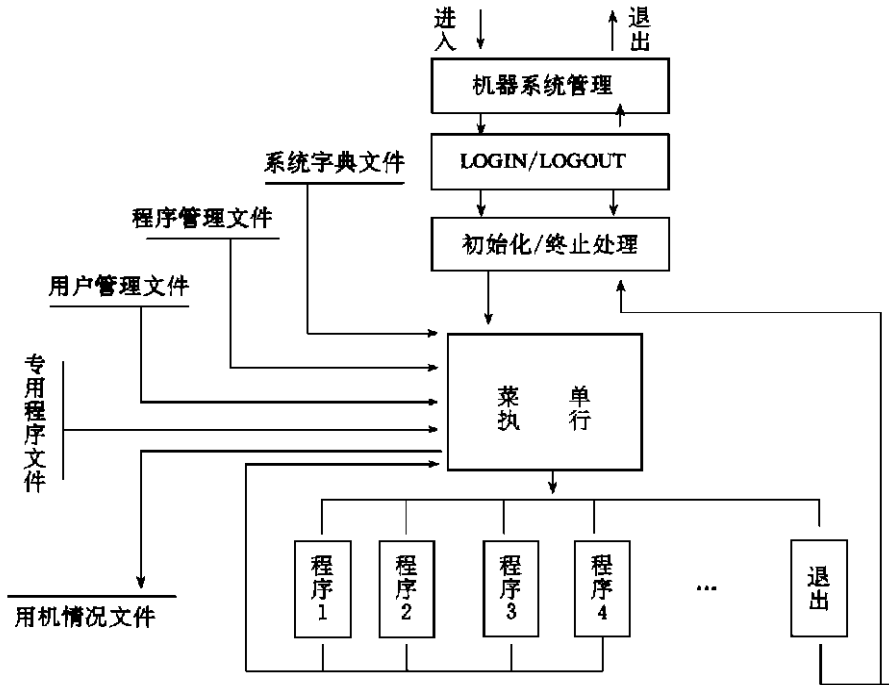 进入
退出
机器系统管理
LOGIN/LOGOUT
系统字典文件
程序管理文件
初始化/终止处理
用户管理文件
专用程序文件
菜单
执行
程序1
程序2
程序3
程序4
...
退出
用机情况文件